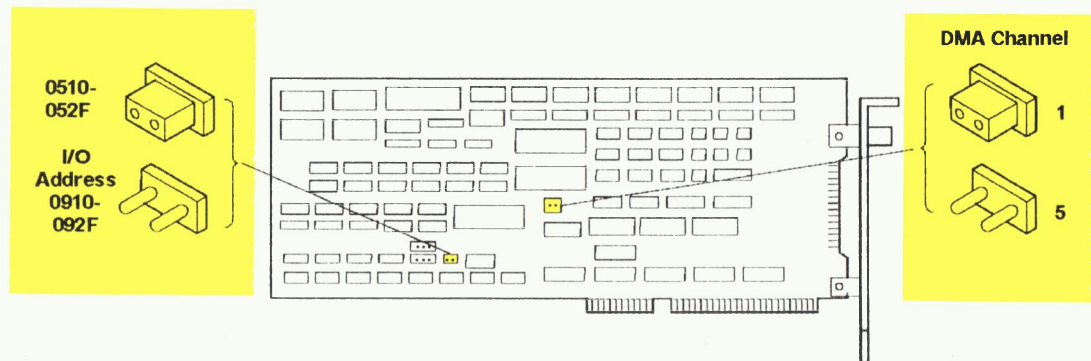 0510-
052F
I/O
Address
0910-
092F
DMA Channel
1
5